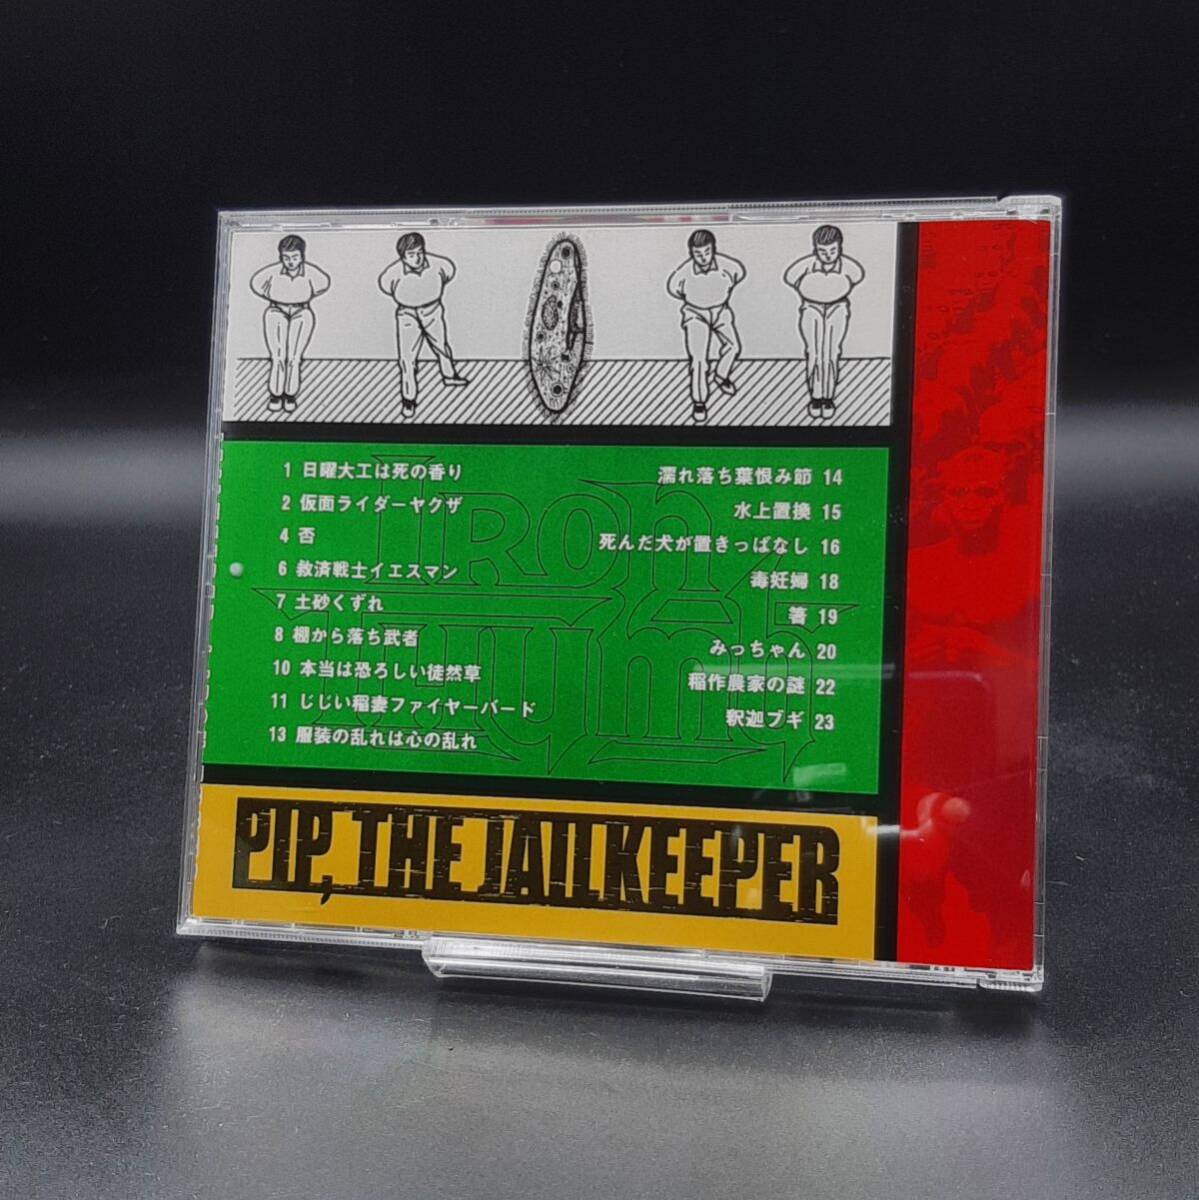 1 日曜大工は死の香り
2 仮面ライダーヤクザ
4 否
6 救済戦士イエスマン
7 土砂くずれ
8 棚から落ち武者
10 本当は恐ろしい徒然草
11 じじい稲妻ファイヤーバード
13 服装の乱れは心の乱れ
濡れ落ち葉恨み節 14
水上置換 15
死んだ犬が置きっぱなし 16
毒妊婦 18
箸 19
みっちゃん 20
稲作農家の謎 22
釈迦ブギ 23
IRON
PIP, THE JAILKEEPER